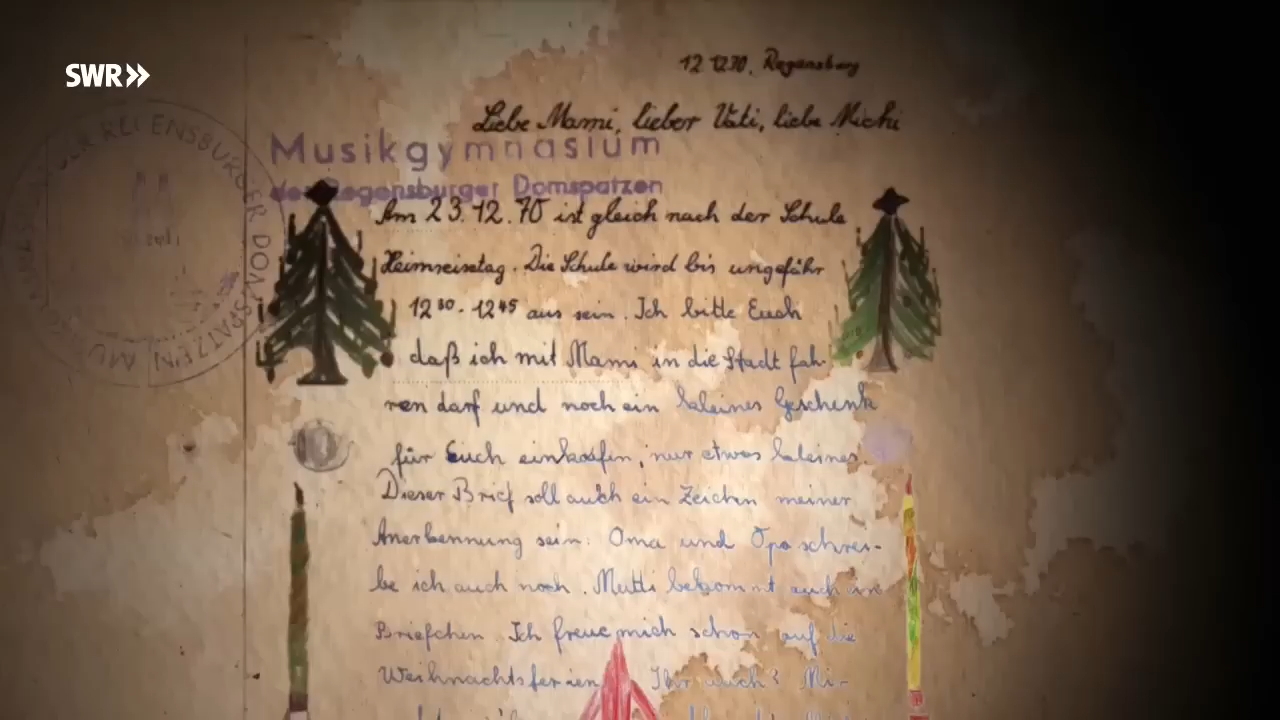 SWR
12.12.70, Regensburg
Liebe Mami, lieber Vati, liebe Michi
Musikgymnasium
der Regensburger Domspatzen
Am 23.12.70 ist gleich nach der Schule
Heimreisetag. Die Schule wird bis ungefähr
12³⁰ - 12⁴⁵ aus sein. Ich bitte Euch
daß ich mit Mami in die Stadt fah-
ren darf und noch ein kleines Geschenk
für Euch einkaufen, nur etwas kleines.
Dieser Brief soll auch ein Zeichen meiner
Anerkennung sein. Oma und Opa schrei-
be ich auch noch. Mutti bekommt auch ein
Briefchen. Ich freue mich schon auf die
Weihnachtsferien. Ihr auch? Mir
REGENSBURGER DOMSPATZEN